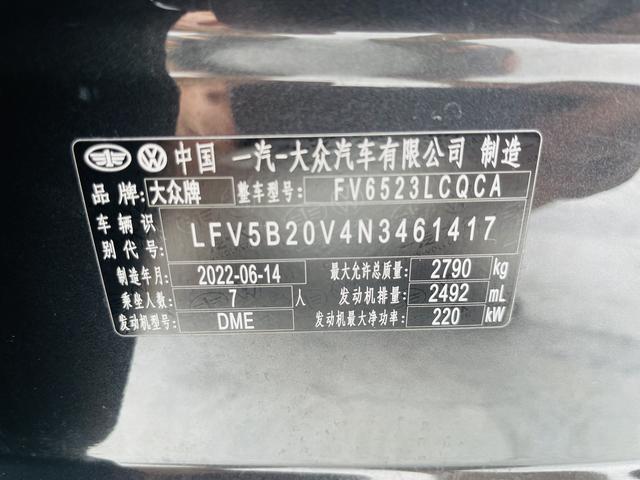 中国 一汽-大众汽车有限公司 制造
品牌: 大众牌 整车型号: FV6523LCQCA
车辆识别代号: LFV5B20V4N3461417
制造年月: 2022-06-14 最大允许总质量: 2790 kg
乘坐人数: 7 人 发动机排量: 2492 mL
发动机型号: DME 发动机最大净功率: 220 kW